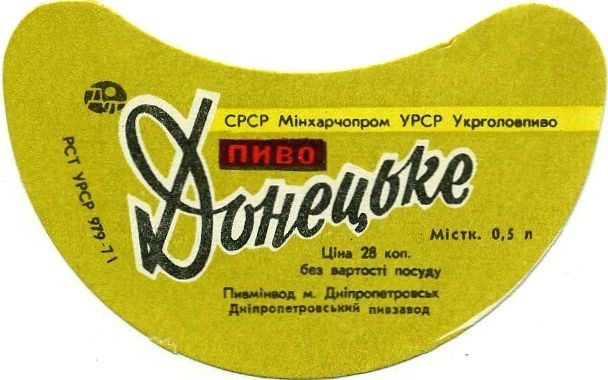 СРСР Мінхарчопром УРСР Укрголовпиво
ПИВО
Донецьке
РСТ УРСР 979-71
Містк. 0,5 л
Ціна 28 коп.
без вартості посуду
Пивмінвод м. Дніпропетровськ
Дніпропетровський пивзавод